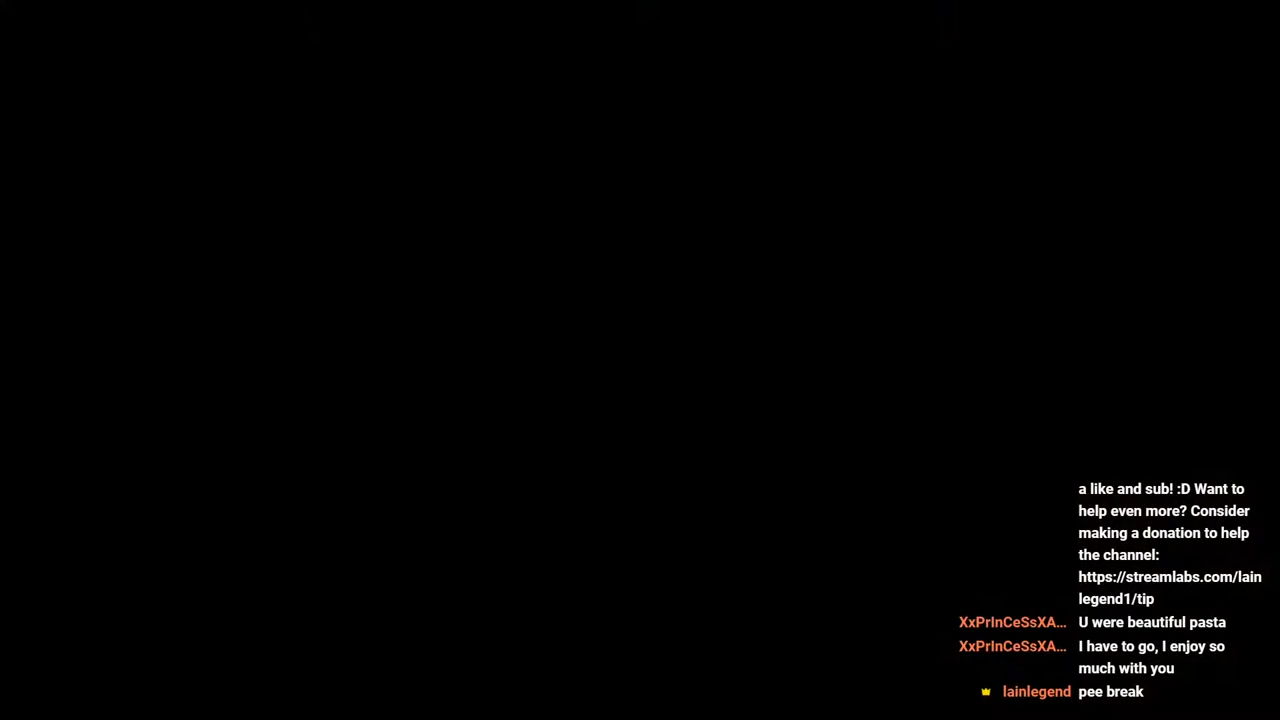 a like and sub! :D Want to
help even more? Consider
making a donation to help
the channel:
https://streamlabs.com/lain
legend1/tip
XxPrInCeSsXA... U were beautiful pasta
XxPrInCeSsXA... I have to go, I enjoy so
much with you
lainlegend pee break